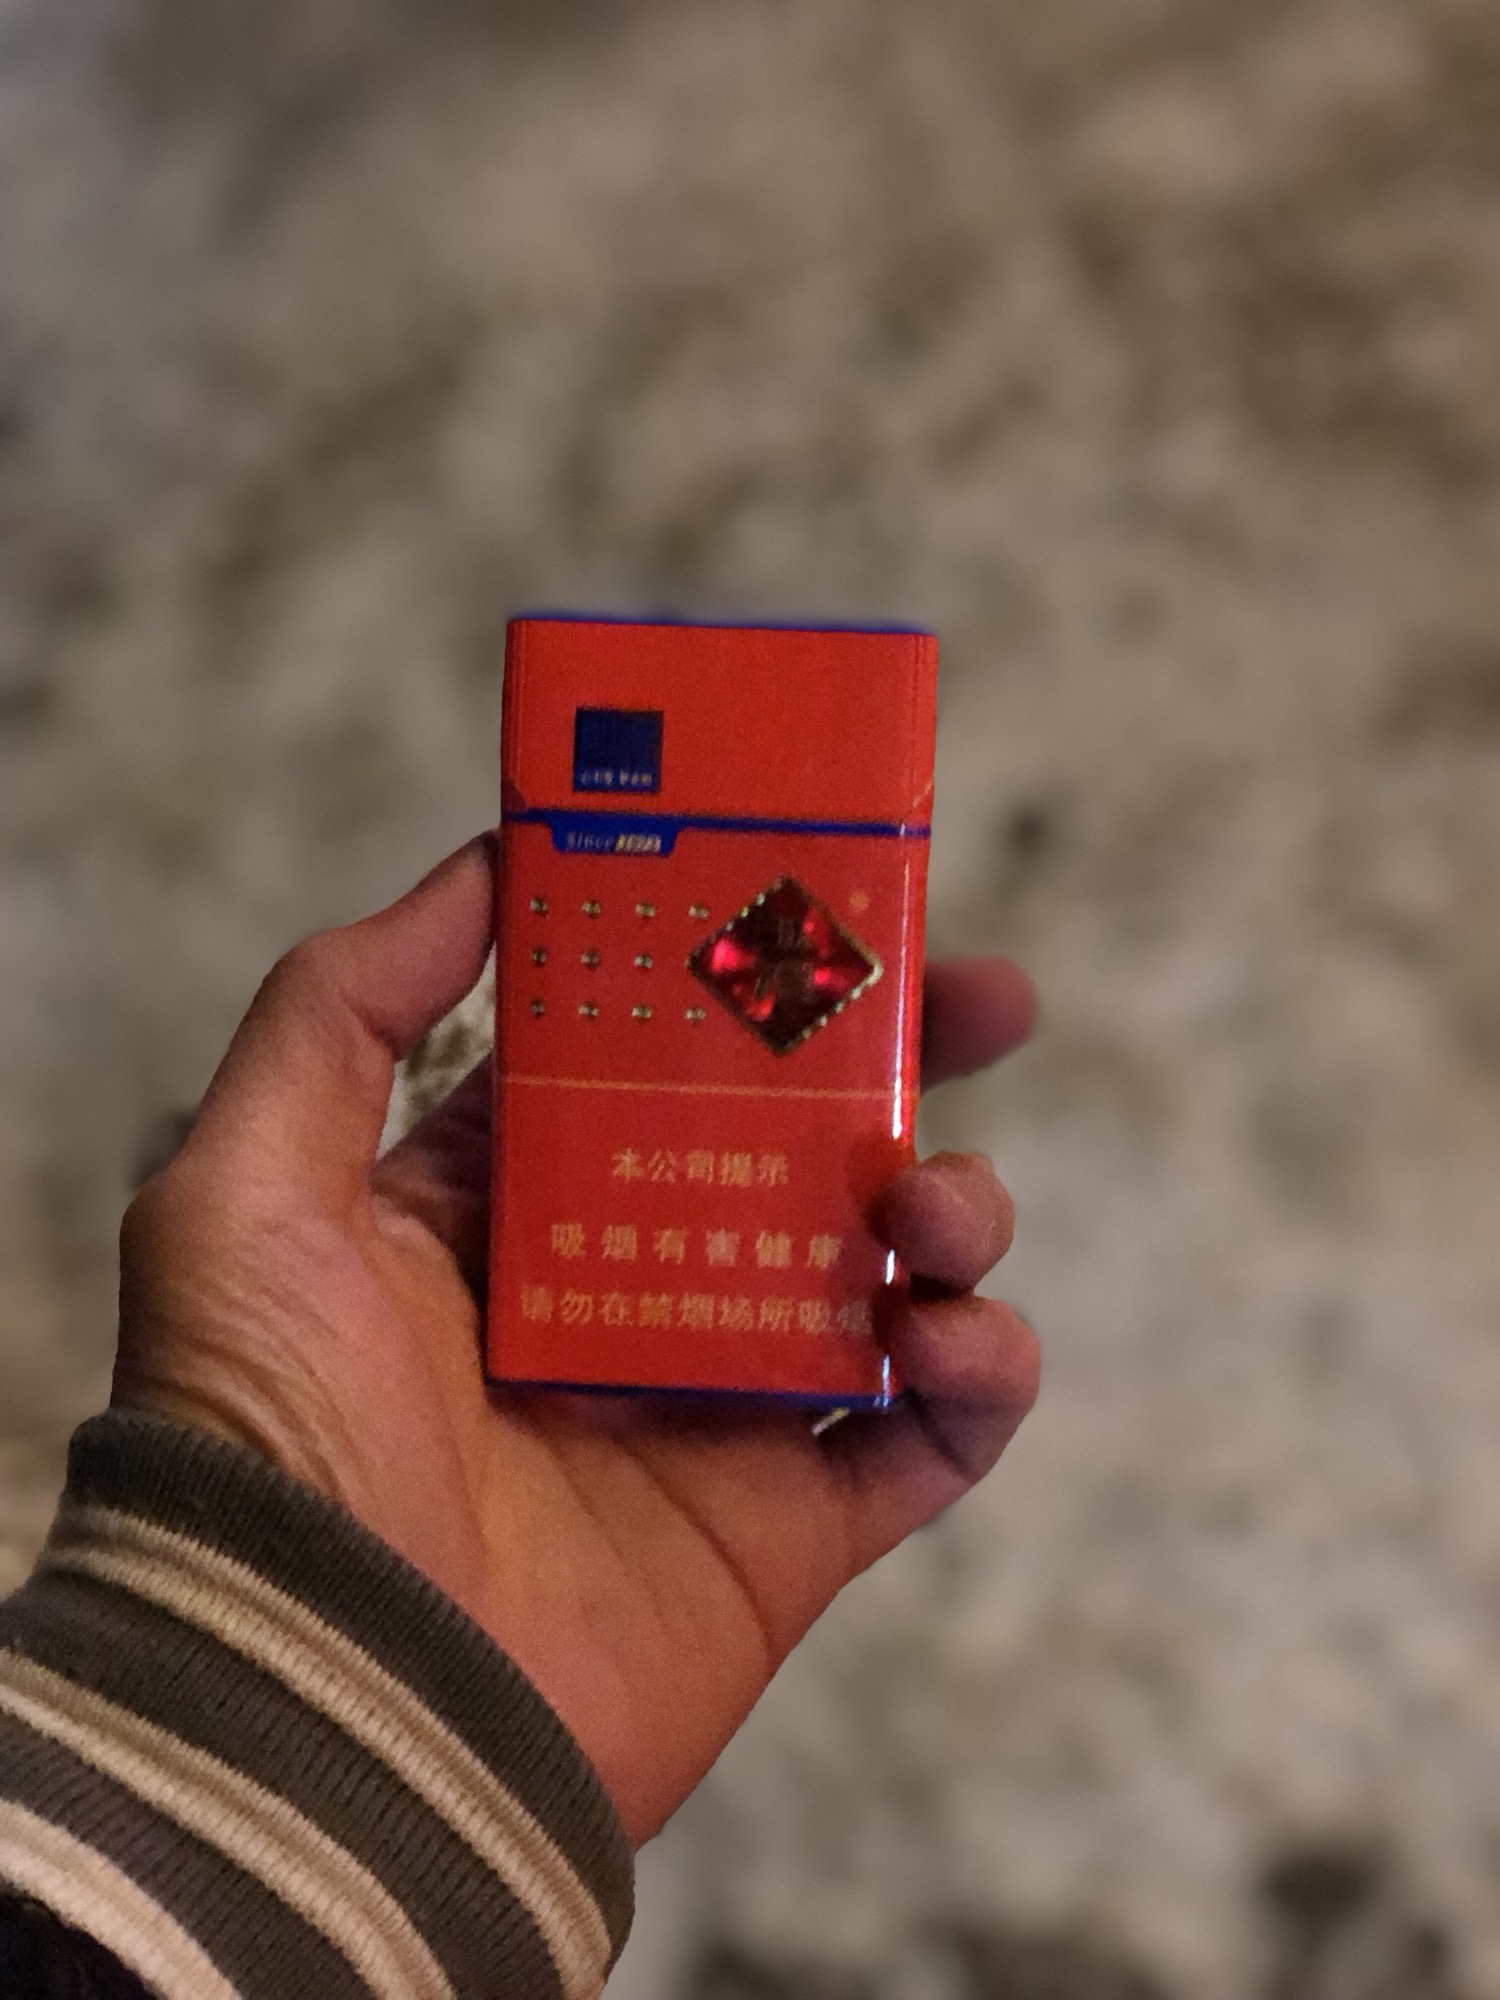 Since
本公司提示
吸烟有害健康
请勿在禁烟场所吸烟